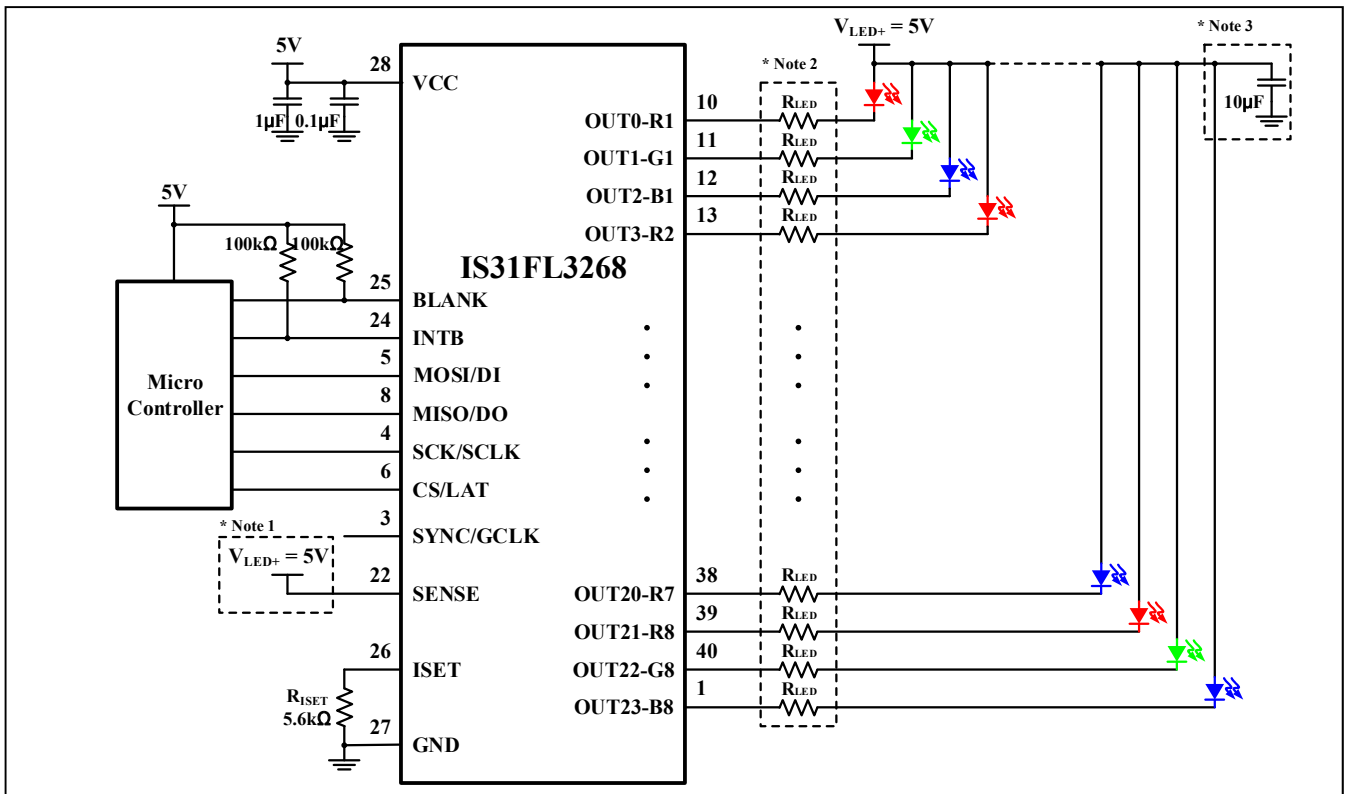 5V
28
VCC
1µF
0.1µF
5V
100kΩ
100kΩ
Micro
Controller
25
BLANK
24
INTB
5
MOSI/DI
8
MISO/DO
4
SCK/SCLK
6
CS/LAT
3
SYNC/GCLK
* Note 1
VLED+ = 5V
22
SENSE
26
ISET
RISET
5.6kΩ
27
GND
IS31FL3268
VLED+ = 5V
* Note 2
* Note 3
10µF
10
OUT0-R1
RLED
11
OUT1-G1
RLED
12
OUT2-B1
RLED
13
OUT3-R2
RLED
38
OUT20-R7
RLED
39
OUT21-R8
RLED
40
OUT22-G8
RLED
1
OUT23-B8
RLED